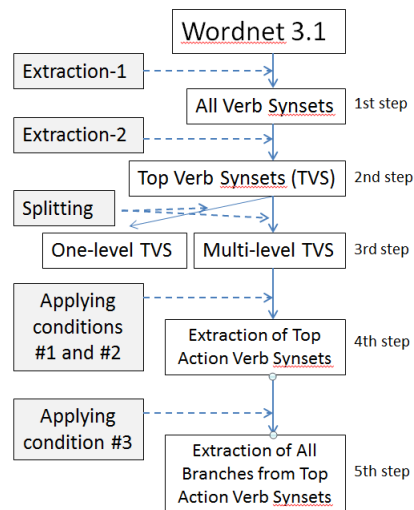 Wordnet 3.1
Extraction-1
All Verb Synsets
1st step
Extraction-2
Top Verb Synsets (TVS)
2nd step
Splitting
One-level TVS
Multi-level TVS
3rd step
Applying
conditions
#1 and #2
Extraction of Top
Action Verb Synsets
4th step
Applying
condition #3
Extraction of All
Branches from Top
Action Verb Synsets
5th step